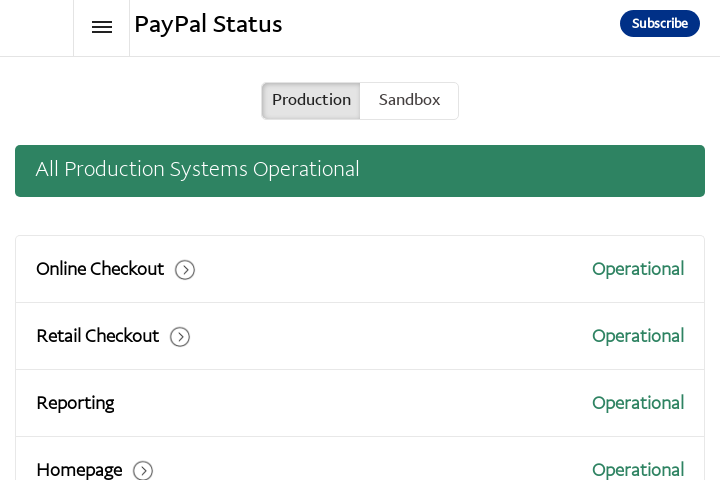 PayPal Status
Subscribe
Production
Sandbox
All Production Systems Operational
Online Checkout
Operational
Retail Checkout
Operational
Reporting
Operational
Homepage
Operational